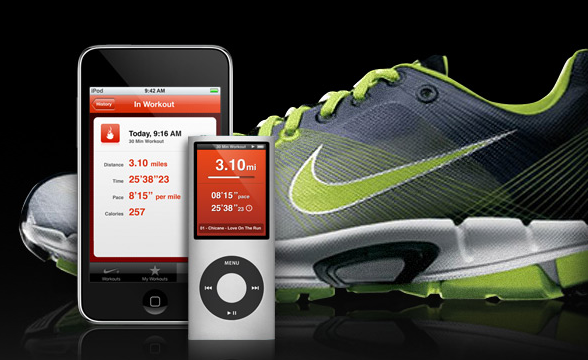 iPod
9:42 AM
History
In Workout
Today, 9:16 AM
30 Min Workout
Distance 3.10 miles
Time 25'38"23
Pace 8'15" per mile
Calories 257
Workouts
My Workouts
30 Min Workout
3.10mi
08'15"pace
25'38"23
01 - Chicane - Love On The Run
MENU